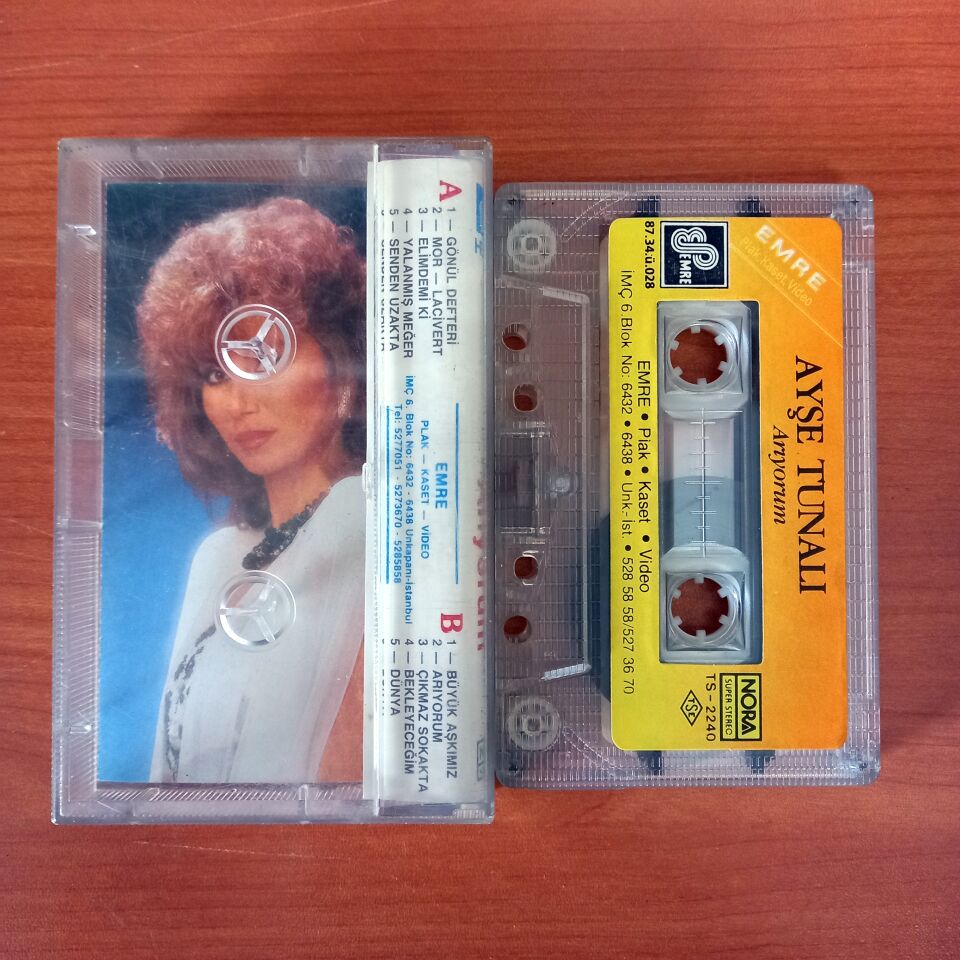 A
1 — GÖNÜL DEFTERİ
2 — MOR — LACİVERT
3 — ELİMDEMİ Kİ
4 — YALANMIŞ MEĞER
5 — SENDEN UZAKTA
EMRE
PLAK — KASET — VİDEO
İMÇ 6. Blok No: 6432 - 6438 Unkapanı-İstanbul
Tel: 5277051 - 5273670 - 5285858
B
1 — BÜYÜK AŞKIMIZ
2 — ARIYORUM
3 — ÇIKMAZ SOKAKTA
4 — BEKLEYECEĞİM
5 — DÜNYA
EMRE
Plak, Kaset, Video
AYŞE TUNALI
Arıyorum
EMRE
87.34.ü.028
NORA
SUPER STEREO
TS - 2240
TSE
EMRE • Plak • Kaset • Video
İMÇ 6.Blok No: 6432 • 6438 • Unk.- İst. • 528 58 58/527 36 70